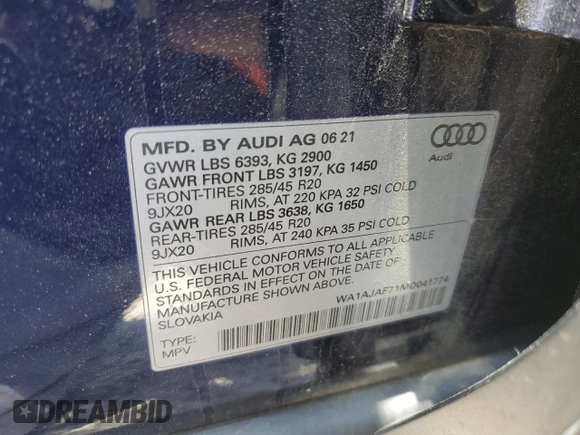 MFD. BY AUDI AG 06 21
GVWR LBS 6393, KG 2900
GAWR FRONT LBS 3197, KG 1450
FRONT-TIRES 285/45 R20
9JX20 RIMS, AT 220 KPA 32 PSI COLD
GAWR REAR LBS 3638, KG 1650
REAR-TIRES 285/45 R20
9JX20 RIMS, AT 240 KPA 35 PSI COLD
Audi
THIS VEHICLE CONFORMS TO ALL APPLICABLE
U.S. FEDERAL MOTOR VEHICLE SAFETY
STANDARDS IN EFFECT ON THE DATE OF
MANUFACTURE SHOWN ABOVE.
SLOVAKIA
WA1AJAF71MD041774
TYPE:
MPV
DREAMBID